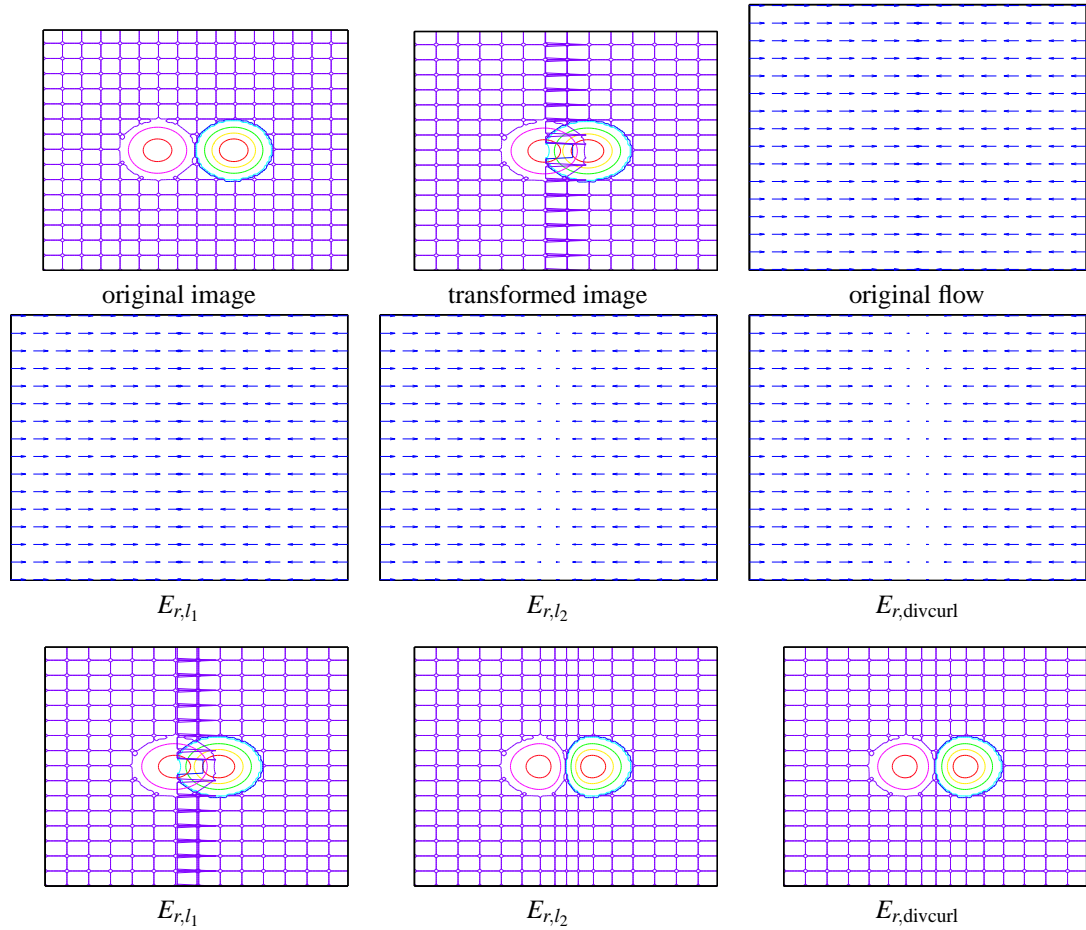 original image
transformed image
original flow
E_{r,l_1}
E_{r,l_2}
E_{r,divcurl}
E_{r,l_1}
E_{r,l_2}
E_{r,divcurl}